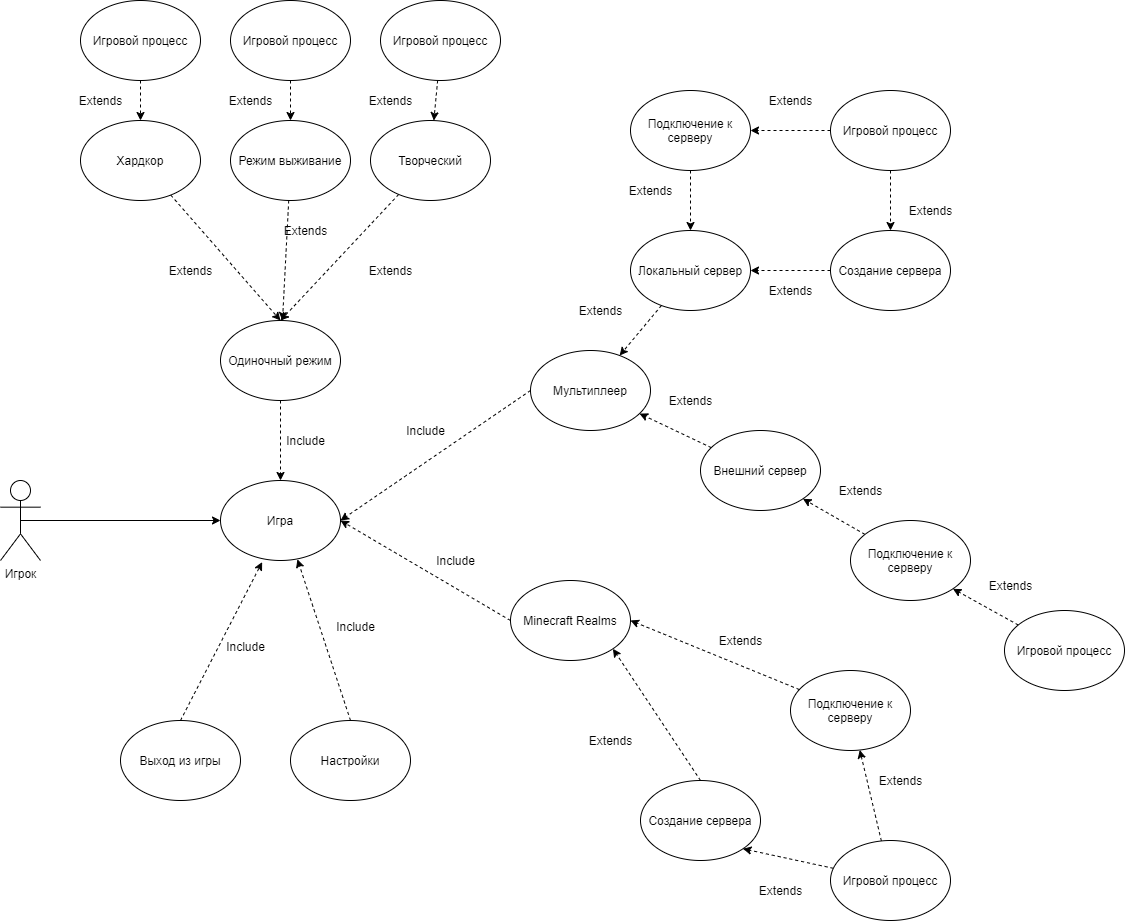 Игровой процесс
Игровой процесс
Игровой процесс
Extends
Extends
Extends
Хардкор
Режим выживание
Творческий
Extends
Extends
Extends
Одиночный режим
Include
Игра
Игрок
Include
Include
Выход из игры
Настройки
Подключение к
серверу
Extends
Игровой процесс
Extends
Extends
Локальный сервер
Создание сервера
Extends
Extends
Мультиплеер
Include
Extends
Внешний сервер
Extends
Подключение к
серверу
Extends
Игровой процесс
Include
Minecraft Realms
Extends
Подключение к
серверу
Extends
Extends
Создание сервера
Игровой процесс
Extends